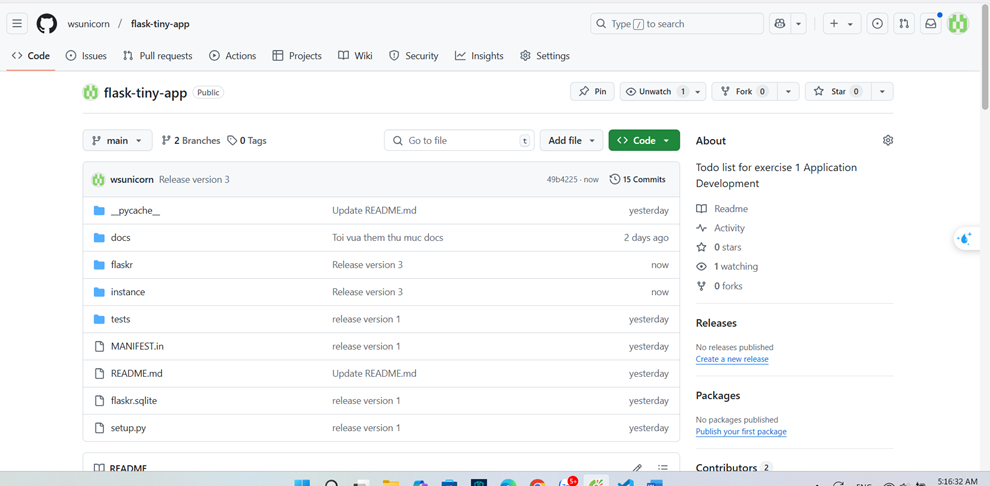 wsunicorn / flask-tiny-app
Type / to search
Code Issues Pull requests Actions Projects Wiki Security Insights Settings
flask-tiny-app Public
Pin Unwatch 1 Fork 0 Star 0
main 2 Branches 0 Tags
Go to file t
Add file Code
wsunicorn Release version 3 49b4225 · now 15 Commits
__pycache__ Update README.md yesterday
docs Toi vua them thu muc docs 2 days ago
flaskr Release version 3 now
instance Release version 3 now
tests release version 1 yesterday
MANIFEST.in release version 1 yesterday
README.md Update README.md yesterday
flaskr.sqlite release version 1 yesterday
setup.py release version 1 yesterday
README
About
Todo list for exercise 1 Application
Development
Readme
Activity
0 stars
1 watching
0 forks
Releases
No releases published
Create a new release
Packages
No packages published
Publish your first package
Contributors 2
5+
ENG
5:16:32 AM